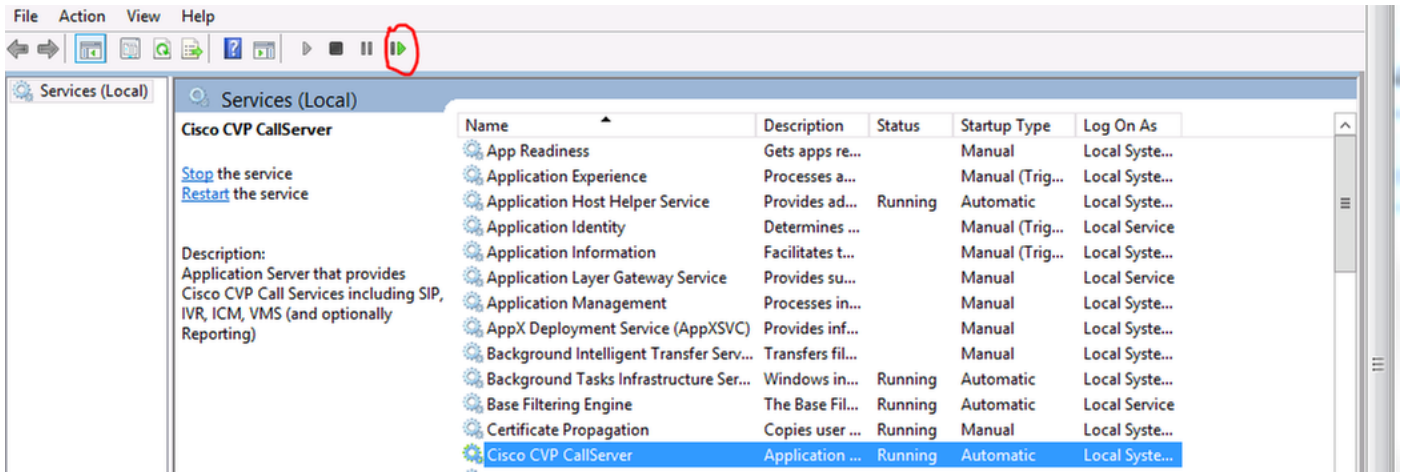 File Action View Help
Services (Local)
Services (Local)
Cisco CVP CallServer
Stop the service
Restart the service
Description:
Application Server that provides
Cisco CVP Call Services including SIP,
IVR, ICM, VMS (and optionally
Reporting)
Name Description Status Startup Type Log On As
App Readiness Gets apps re... Manual Local Syste...
Application Experience Processes a... Manual (Trig... Local Syste...
Application Host Helper Service Provides ad... Running Automatic Local Syste...
Application Identity Determines ... Manual (Trig... Local Service
Application Information Facilitates t... Manual (Trig... Local Syste...
Application Layer Gateway Service Provides su... Manual Local Service
Application Management Processes in... Manual Local Syste...
AppX Deployment Service (AppXSVC) Provides inf... Manual Local Syste...
Background Intelligent Transfer Serv... Transfers fil... Manual Local Syste...
Background Tasks Infrastructure Ser... Windows in... Running Automatic Local Syste...
Base Filtering Engine The Base Fil... Running Automatic Local Service
Certificate Propagation Copies user ... Running Manual Local Syste...
Cisco CVP CallServer Application ... Running Automatic Local Syste...